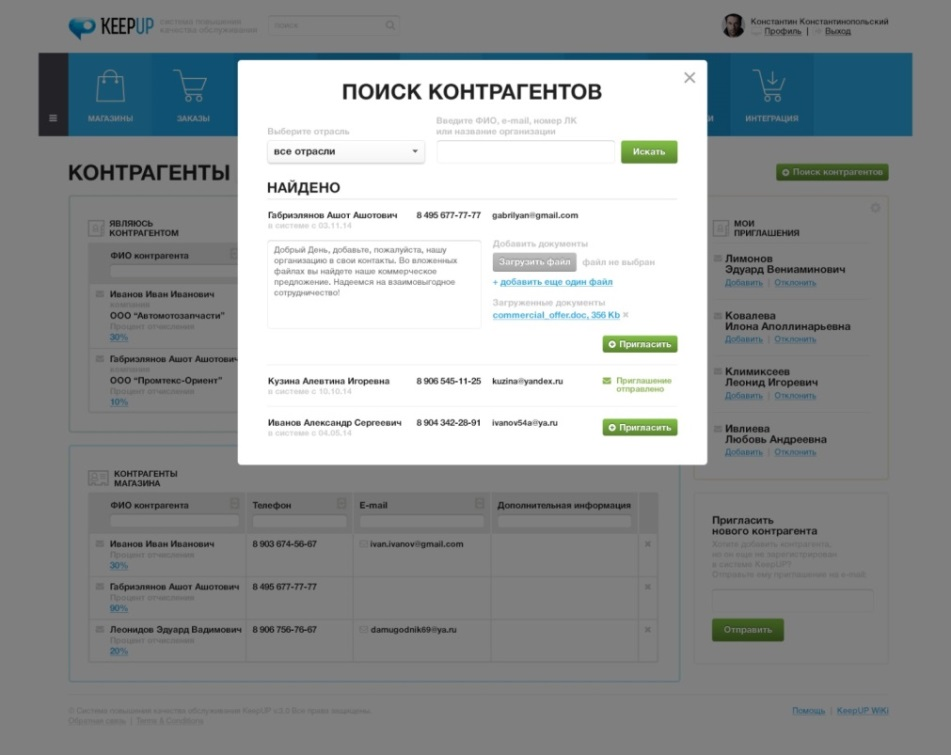 KEEPUP
система повышения
качества обслуживания
поиск
Константин Константинопольский
Профиль | Выход
МАГАЗИНЫ
ЗАКАЗЫ
ИНТЕГРАЦИЯ
КОНТРАГЕНТЫ
Поиск контрагентов
ПОИСК КОНТРАГЕНТОВ
Выберите отрасль
Введите ФИО, e-mail, номер ЛК
или название организации
все отрасли
Искать
НАЙДЕНО
Габриэлянов Ашот Ашотович 8 495 677-77-77 gabrilyan@gmail.com
в системе с 03.11.14
Добрый День, добавьте, пожалуйста, нашу
организацию в свои контакты. Во вложенных
файлах вы найдете наше коммерческое
предложение. Надеемся на взаимовыгодное
сотрудничество!
Добавить документы
Загрузить файл файл не выбран
+ добавить еще один файл
Загруженные документы
commercial_offer.doc, 356 Kb
Пригласить
Кузина Алевтина Игоревна 8 906 545-11-25 kuzina@yandex.ru
Приглашение
отправлено
в системе с 10.10.14
Иванов Александр Сергеевич 8 904 342-28-91 ivanov54a@ya.ru Пригласить
в системе с 04.05.14
ЯВЛЯЮСЬ
КОНТРАГЕНТОМ
ФИО контрагента
Иванов Иван Иванович
компания
ООО “Автомотозапчасти”
Процент отчисления
30%
Габриэлянов Ашот Ашотович
компания
ООО “Промтекс-Ориент”
Процент отчисления
10%
МОИ
ПРИГЛАШЕНИЯ
Лимонов
Эдуард Вениаминович
Добавить | Отклонить
Ковалева
Илона Аполлинарьевна
Добавить | Отклонить
Климиксеев
Леонид Игоревич
Добавить | Отклонить
Ивлиева
Любовь Андреевна
Добавить | Отклонить
КОНТРАГЕНТЫ
МАГАЗИНА
ФИО контрагента Телефон E-mail Дополнительная информация
Иванов Иван Иванович 8 903 674-56-67 ivan.ivanov@gmail.com
Процент отчисления
30%
Габриэлянов Ашот Ашотович 8 495 677-77-77
Процент отчисления
90%
Леонидов Эдуард Вадимович 8 906 756-76-67 damugodnik69@ya.ru
Процент отчисления
20%
Пригласить
нового контрагента
Хотите добавить контрагента,
но он еще не зарегистрирован
в системе KeepUP?
Отправьте ему приглашение на e-mail
Отправить
© Система повышения качества обслуживания KeepUP v.3.0 Все права защищены.
Обратная связь | Terms & Conditions
Помощь | KeepUP WiKi